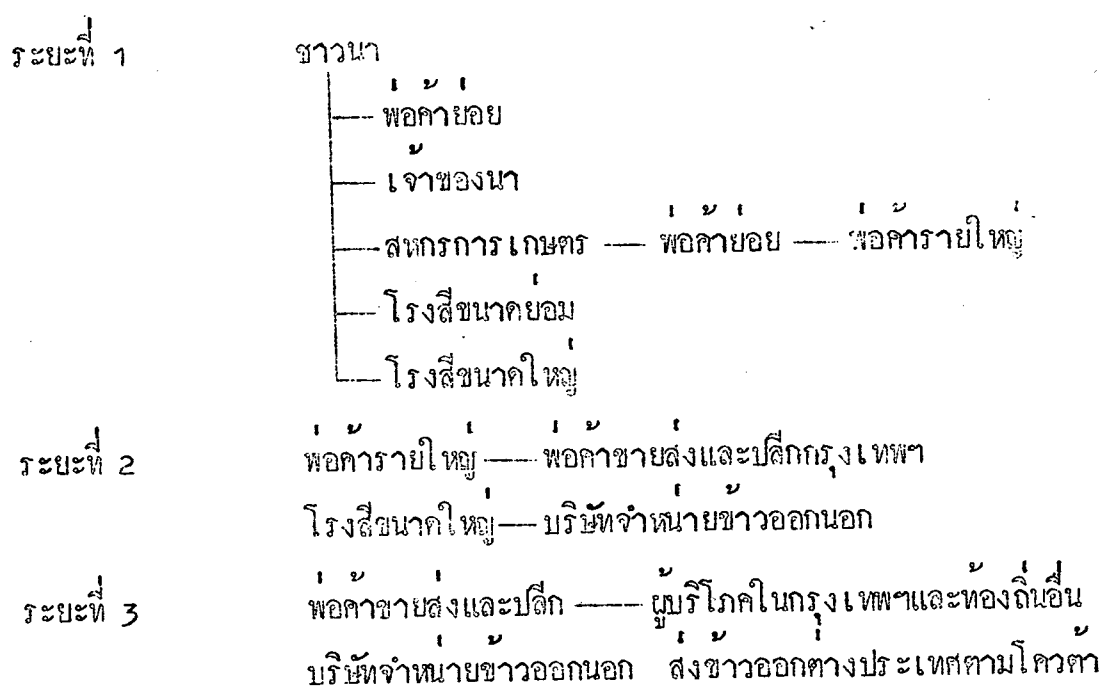 ระยะที่ 1 ชาวนา
พ่อค้าย่อย
เจ้าของนา
สหกรการเกษตร — พ่อค้าย่อย — พ่อค้ารายใหญ่
โรงสีขนาดย่อม
โรงสีขนาดใหญ่
ระยะที่ 2 พ่อค้ารายใหญ่ — พ่อค้าขายส่งและปลีกกรุงเทพฯ
โรงสีขนาดใหญ่ — บริษัทจำหน่ายข้าวออกนอก
ระยะที่ 3 พ่อค้าขายส่งและปลีก — ผู้บริโภคในกรุงเทพฯและท้องถิ่นอื่น
บริษัทจำหน่ายข้าวออกนอก ส่งข้าวออกต่างประเทศตามโควต้า